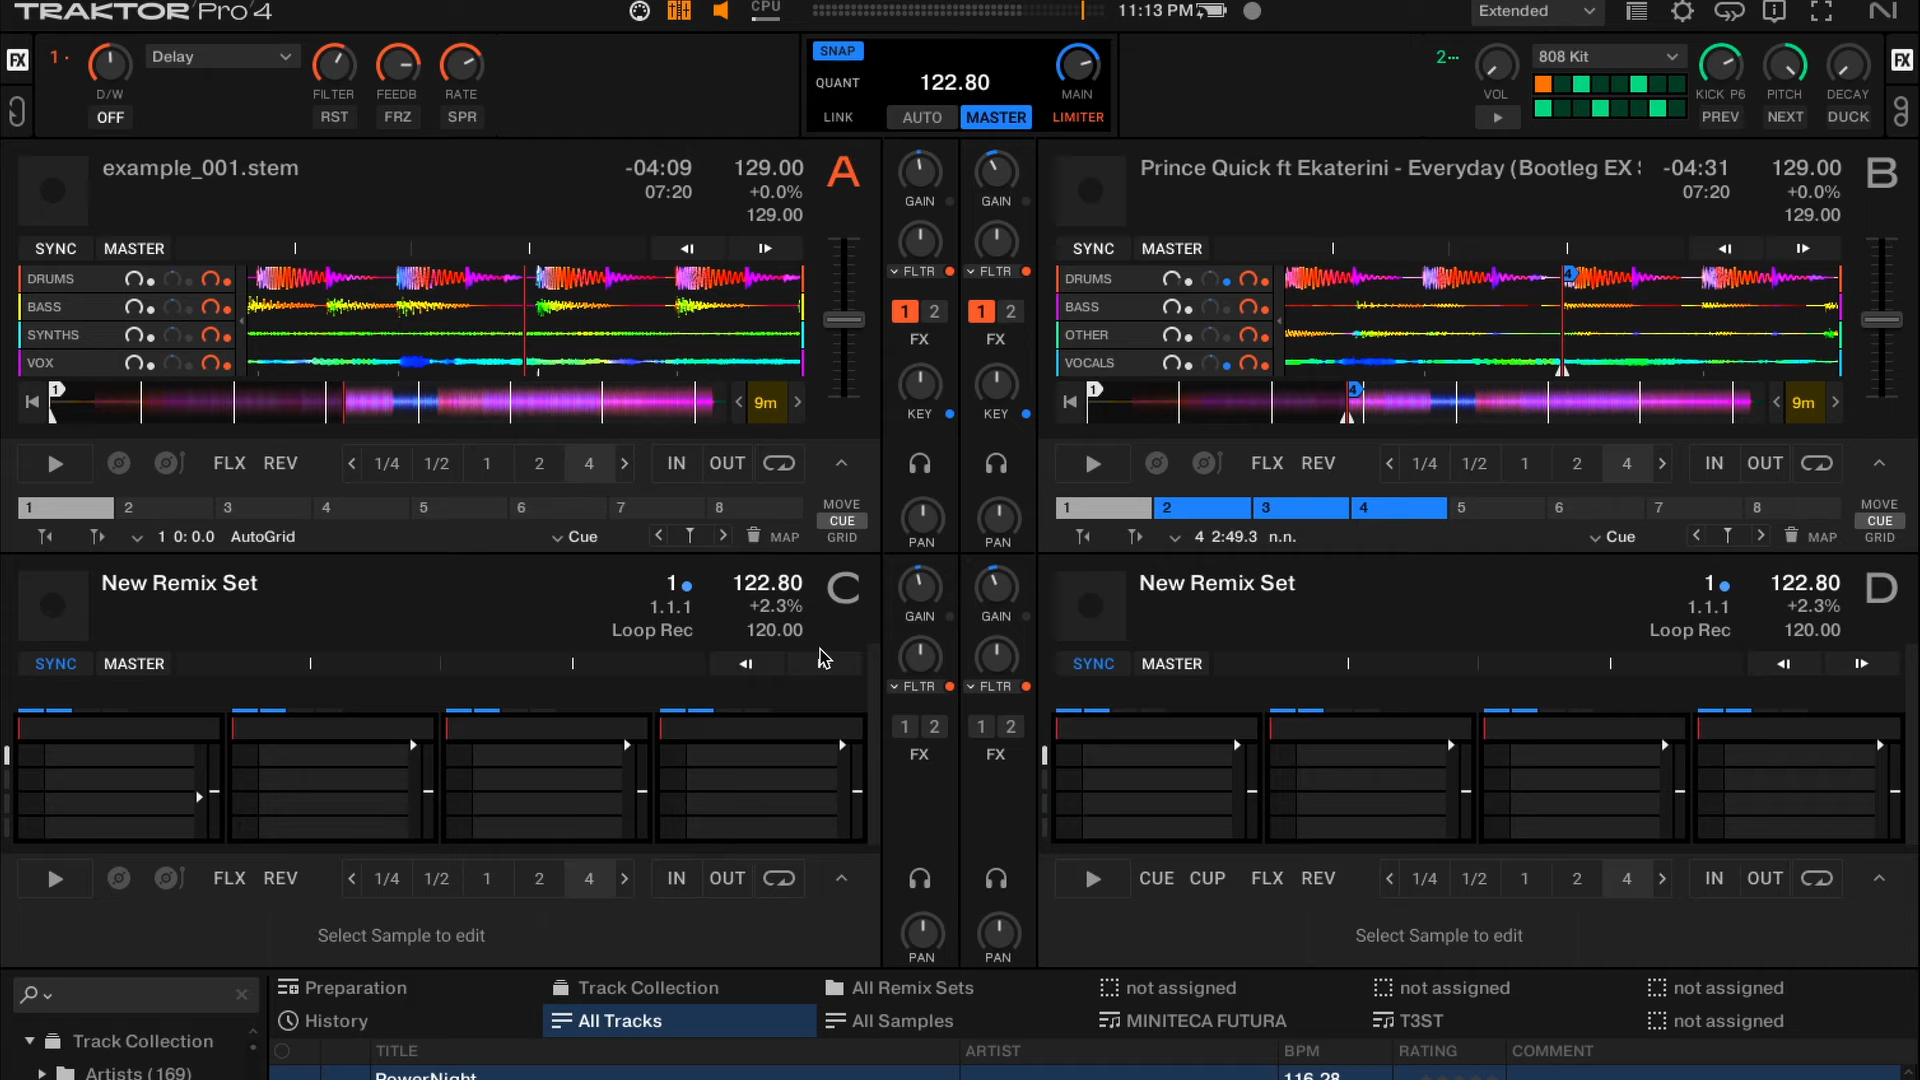 TRAKTOR Pro 4
CPU
11:13 PM
Extended
FX
1
D/W
OFF
Delay
FILTER FEEDB RATE
RST FRZ SPR
SNAP
QUANT 122.80 MAIN
LINK AUTO MASTER LIMITER
2
VOL
808 Kit
KICK P6 PITCH DECAY
PREV NEXT DUCK
FX
example_001.stem -04:09 129.00 A
07:20 +0.0%
129.00
SYNC MASTER
DRUMS
BASS
SYNTHS
VOX
1 9m
FLX REV 1/4 1/2 1 2 4 IN OUT
1 2 3 4 5 6 7 8
MOVE
CUE
GRID
1 0: 0.0 AutoGrid Cue MAP
GAIN GAIN
FLTR FLTR
1 2 1 2
FX FX
KEY KEY
PAN PAN
Prince Quick ft Ekaterini - Everyday (Bootleg EX -04:31 129.00 B
07:20 +0.0%
129.00
SYNC MASTER
DRUMS 4
BASS
OTHER
VOCALS
1 4 9m
FLX REV 1/4 1/2 1 2 4 IN OUT
1 2 3 4 5 6 7 8
MOVE
CUE
GRID
4 2:49.3 n.n. Cue MAP
New Remix Set 1 122.80 C
1.1.1 +2.3%
Loop Rec 120.00
SYNC MASTER
FLX REV 1/4 1/2 1 2 4 IN OUT
Select Sample to edit
GAIN GAIN
FLTR FLTR
1 2 1 2
FX FX
PAN PAN
New Remix Set 1 122.80 D
1.1.1 +2.3%
Loop Rec 120.00
SYNC MASTER
CUE CUP FLX REV 1/4 1/2 1 2 4 IN OUT
Select Sample to edit
Preparation Track Collection All Remix Sets not assigned not assigned not assigned
History All Tracks All Samples MINITECA FUTURA T3ST not assigned
Track Collection
Artists (169)
TITLE ARTIST BPM RATING COMMENT
PowerNight 116.28